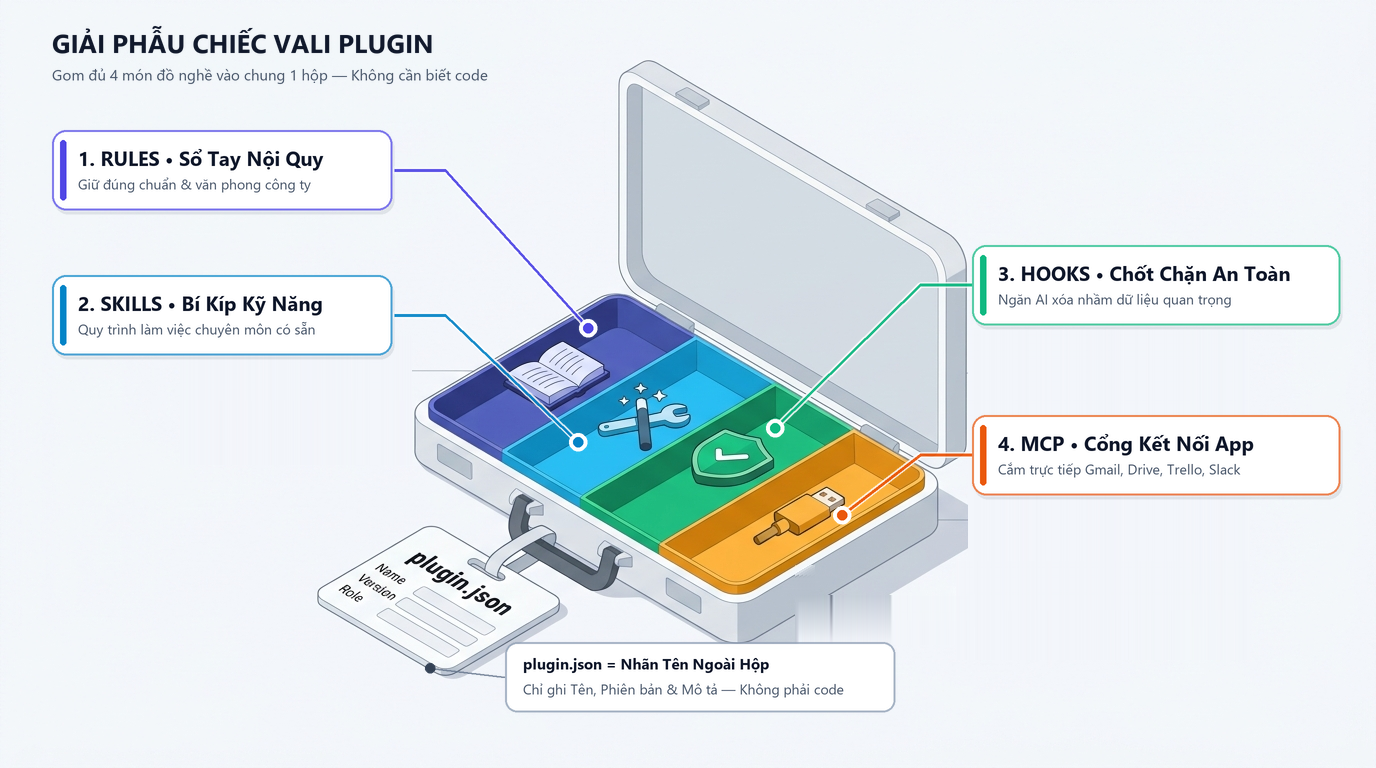 GIẢI PHẪU CHIẾC VALI PLUGIN
Gom đủ 4 món đồ nghề vào chung 1 hộp — Không cần biết code
1. RULES • Sổ Tay Nội Quy
Giữ đúng chuẩn & văn phong công ty
2. SKILLS • Bí Kíp Kỹ Năng
Quy trình làm việc chuyên môn có sẵn
3. HOOKS • Chốt Chặn An Toàn
Ngăn AI xóa nhầm dữ liệu quan trọng
4. MCP • Cổng Kết Nối App
Cắm trực tiếp Gmail, Drive, Trello, Slack
plugin.json
Name
Version
Role
plugin.json = Nhãn Tên Ngoài Hộp
Chỉ ghi Tên, Phiên bản & Mô tả — Không phải code